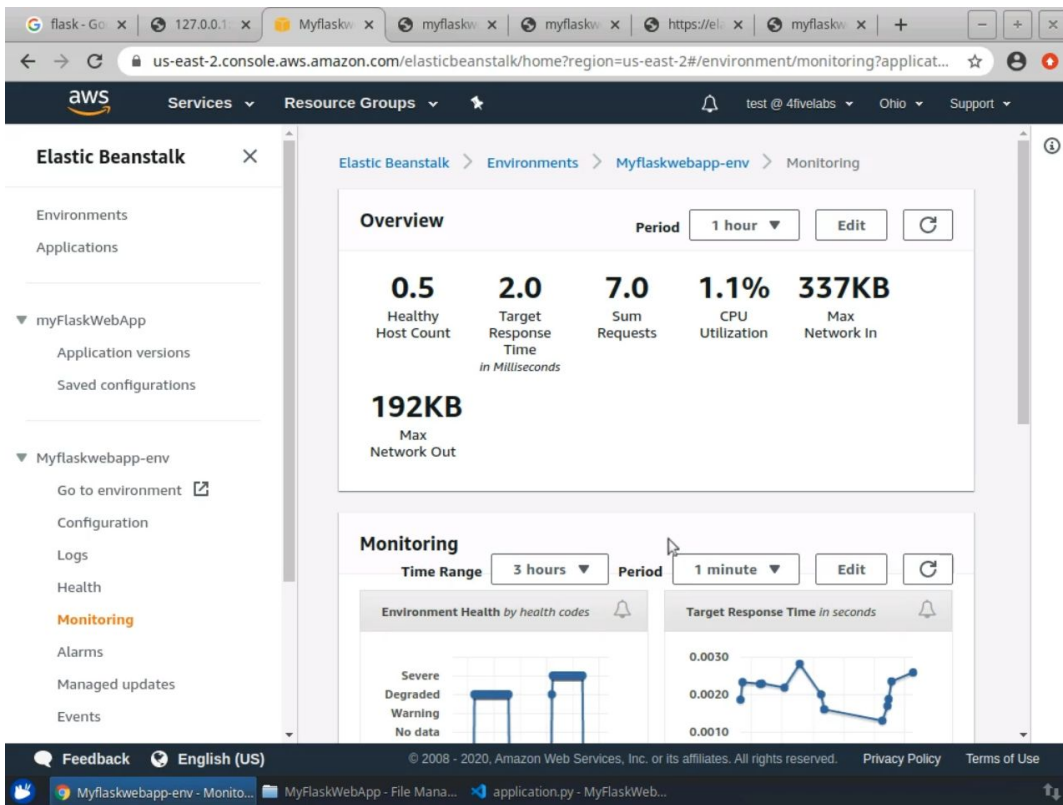 flask - Go
127.0.0.1:
Myflaskw
myflaskw
myflaskw
https://el
myflaskw
us-east-2.console.aws.amazon.com/elasticbeanstalk/home?region=us-east-2#/environment/monitoring?applicat...
aws
Services
Resource Groups
test @ 4fivelabs
Ohio
Support
Elastic Beanstalk
Environments
Applications
myFlaskWebApp
Application versions
Saved configurations
Myflaskwebapp-env
Go to environment
Configuration
Logs
Health
Monitoring
Alarms
Managed updates
Events
Elastic Beanstalk > Environments > Myflaskwebapp-env > Monitoring
Overview
Period
1 hour
Edit
0.5
Healthy
Host Count
2.0
Target
Response
Time
in Milliseconds
7.0
Sum
Requests
1.1%
CPU
Utilization
337KB
Max
Network In
192KB
Max
Network Out
Monitoring
Time Range
3 hours
Period
1 minute
Edit
Environment Health by health codes
Severe
Degraded
Warning
No data
Target Response Time in seconds
0.0030
0.0020
0.0010
Feedback
English (US)
© 2008 - 2020, Amazon Web Services, Inc. or its affiliates. All rights reserved.
Privacy Policy
Terms of Use
Myflaskwebapp-env - Monito...
MyFlaskWebApp - File Mana...
application.py - MyFlaskWeb...